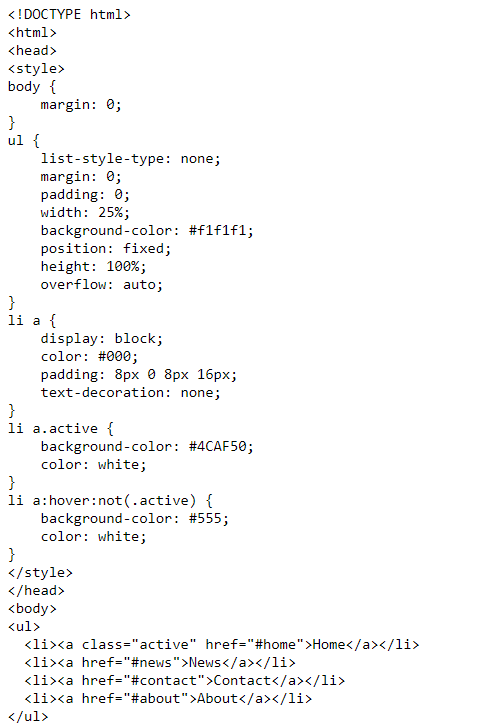 <!DOCTYPE html>
<html>
<head>
<style>
body {
    margin: 0;
}
ul {
    list-style-type: none;
    margin: 0;
    padding: 0;
    width: 25%;
    background-color: #f1f1f1;
    position: fixed;
    height: 100%;
    overflow: auto;
}
li a {
    display: block;
    color: #000;
    padding: 8px 0 8px 16px;
    text-decoration: none;
}
li a.active {
    background-color: #4CAF50;
    color: white;
}
li a:hover:not(.active) {
    background-color: #555;
    color: white;
}
</style>
</head>
<body>
<ul>
  <li><a class="active" href="#home">Home</a></li>
  <li><a href="#news">News</a></li>
  <li><a href="#contact">Contact</a></li>
  <li><a href="#about">About</a></li>
</ul>